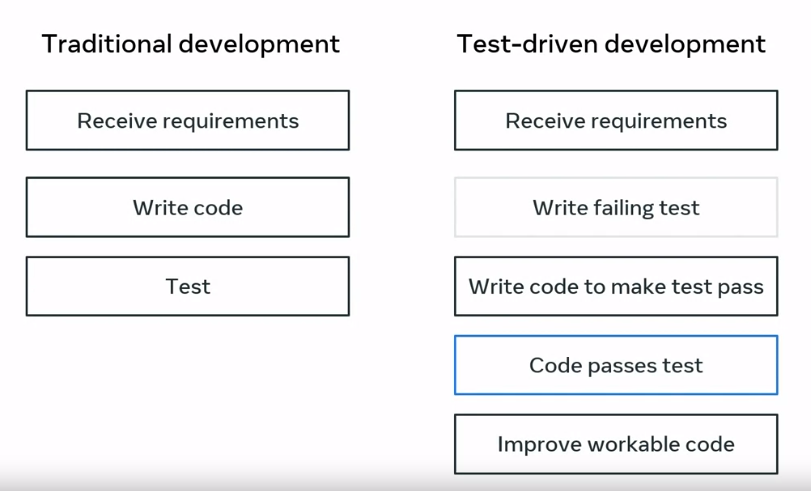 Traditional development
Receive requirements
Write code
Test
Test-driven development
Receive requirements
Write failing test
Write code to make test pass
Code passes test
Improve workable code